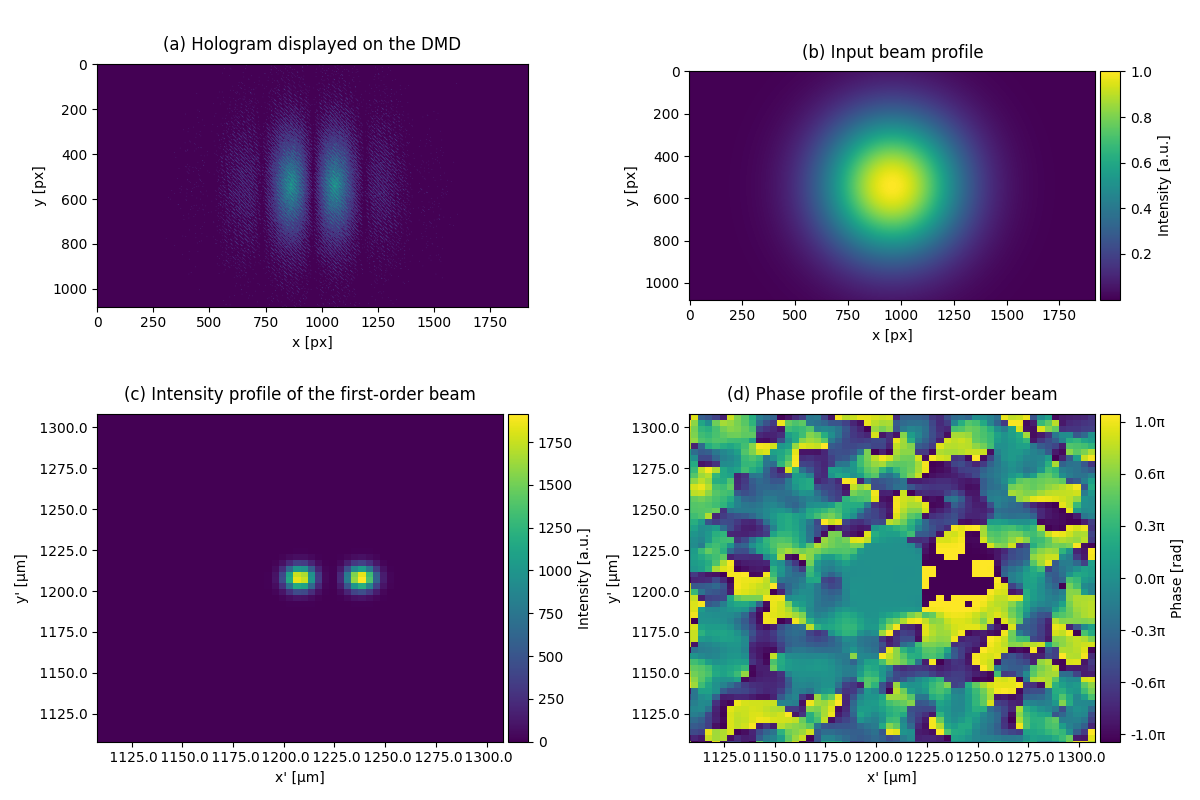 (a) Hologram displayed on the DMD
0
200
400
600
800
1000
y [px]
0 250 500 750 1000 1250 1500 1750
x [px]
(b) Input beam profile
0
200
400
600
800
1000
y [px]
0 250 500 750 1000 1250 1500 1750
x [px]
1.0
0.8
0.6
0.4
0.2
Intensity [a.u.]
(c) Intensity profile of the first-order beam
1300.0
1275.0
1250.0
1225.0
1200.0
1175.0
1150.0
1125.0
y' [µm]
1125.0 1150.0 1175.0 1200.0 1225.0 1250.0 1275.0 1300.0
x' [µm]
1750
1500
1250
1000
750
500
250
0
Intensity [a.u.]
(d) Phase profile of the first-order beam
1300.0
1275.0
1250.0
1225.0
1200.0
1175.0
1150.0
1125.0
y' [µm]
1125.0 1150.0 1175.0 1200.0 1225.0 1250.0 1275.0 1300.0
x' [µm]
1.0π
0.6π
0.3π
0.0π
-0.3π
-0.6π
-1.0π
Phase [rad]